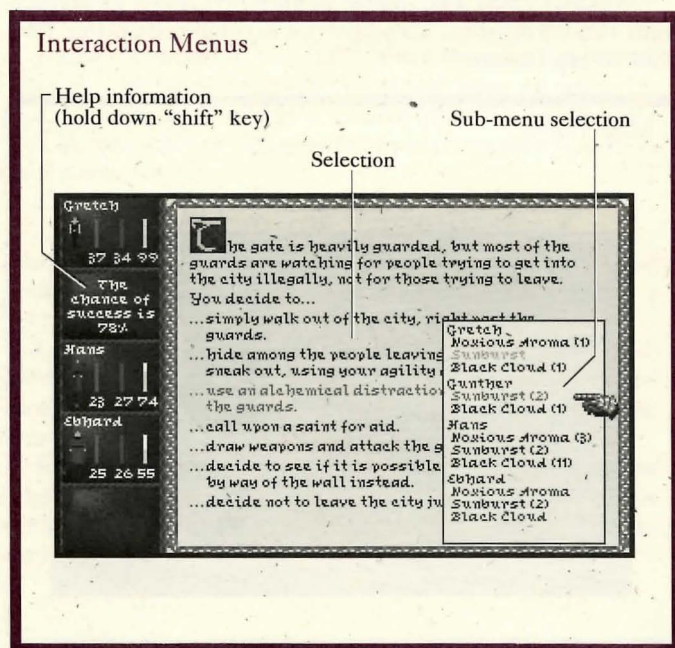 Interaction Menus
Help information
(hold down "shift" key)
Sub-menu selection
Selection
Gretch
37 34 99
The
chance of
success is
78%
Hans
23 27 74
Ebhard
25 26 55
The gate is heavily guarded, but most of the
guards are watching for people trying to get into
the city illegally, not for those trying to leave.
You decide to...
...simply walk out of the city, right past the
guards.
...hide among the people leaving
sneak out, using your agility
...use an alchemical distraction
the guards.
...call upon a saint for aid.
...draw weapons and attack the g
...decide to see if it is possible
by way of the wall instead.
...decide not to leave the city ju
Gretch
Noxious Aroma (1)
Sunburst
Black Cloud (1)
Gunther
Sunburst (2)
Black Cloud (1)
Hans
Noxious Aroma (3)
Sunburst (2)
Black Cloud (11)
Ebhard
Noxious Aroma
Sunburst (2)
Black Cloud